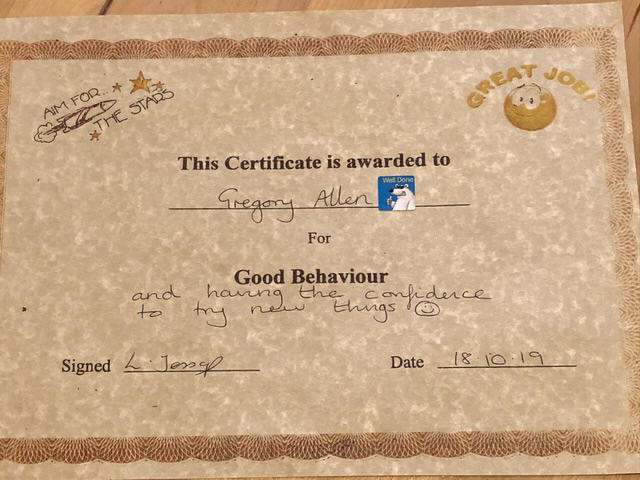 AIM FOR...
THE STARS
GREAT JOB!
This Certificate is awarded to
Gregory Allen
Well Done
For
Good Behaviour
and having the confidence
to try new things
Signed L. 
Date 18.10.19